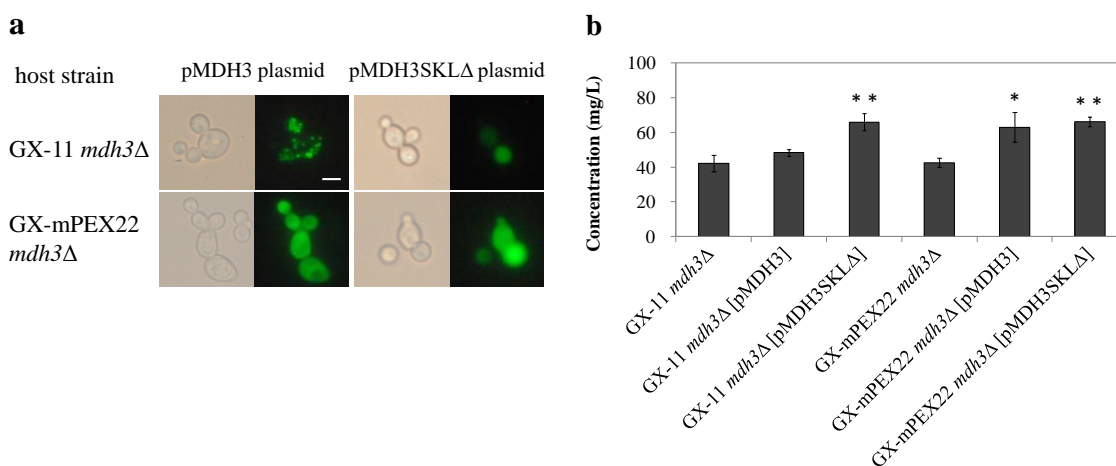 a
host strain
pMDH3 plasmid
pMDH3SKLΔ plasmid
GX-11 mdh3Δ
GX-mPEX22
mdh3Δ
b
Concentration (mg/L)
100
80
60
40
20
0
**
*
**
GX-11 mdh3Δ
GX-11 mdh3Δ [pMDH3]
GX-11 mdh3Δ [pMDH3SKLΔ]
GX-mPEX22 mdh3Δ
GX-mPEX22 mdh3Δ [pMDH3]
GX-mPEX22 mdh3Δ [pMDH3SKLΔ]